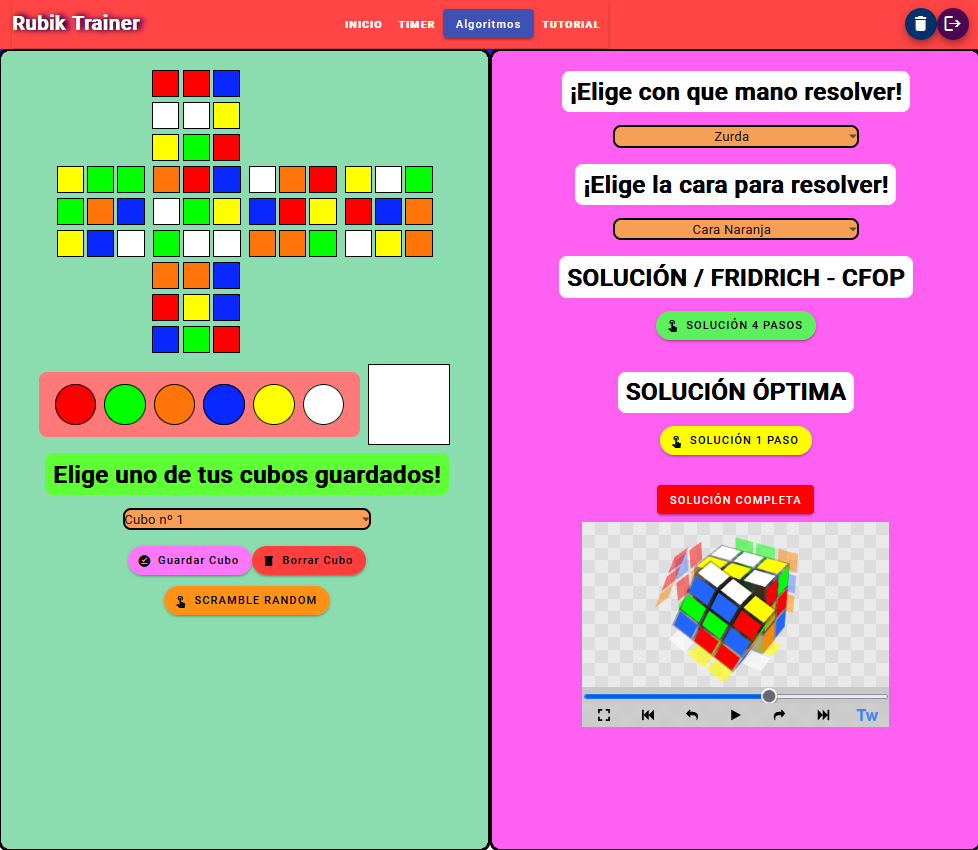 Rubik Trainer
INICIO TIMER Algoritmos TUTORIAL
¡Elige con que mano resolver!
Zurda
¡Elige la cara para resolver!
Cara Naranja
SOLUCIÓN / FRIDRICH - CFOP
SOLUCIÓN 4 PASOS
SOLUCIÓN ÓPTIMA
SOLUCIÓN 1 PASO
SOLUCIÓN COMPLETA
Tw
Elige uno de tus cubos guardados!
Cubo nº 1
Guardar Cubo Borrar Cubo
SCRAMBLE RANDOM